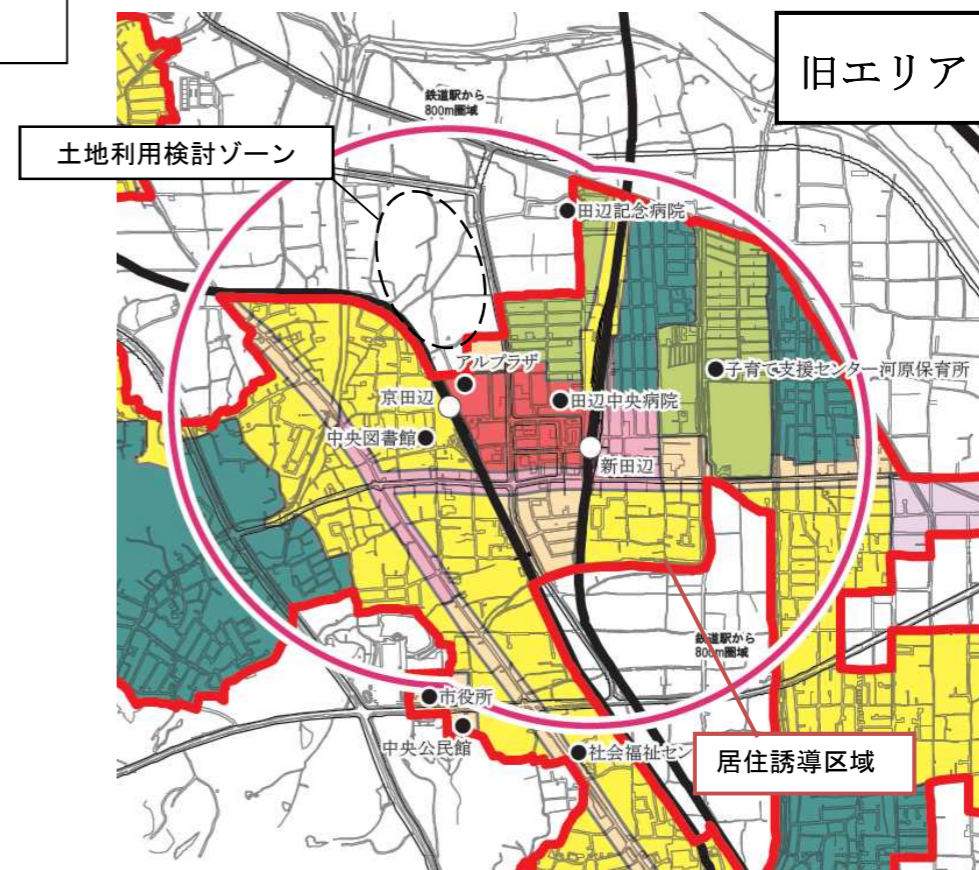 旧エリア
鉄道駅から
800m圏域
土地利用検討ゾーン
田辺記念病院
アルプラザ
子育て支援センター河原保育所
京田辺
田辺中央病院
中央図書館
新田辺
鉄道駅から
800m圏域
市役所
中央公民館
社会福祉セン
居住誘導区域